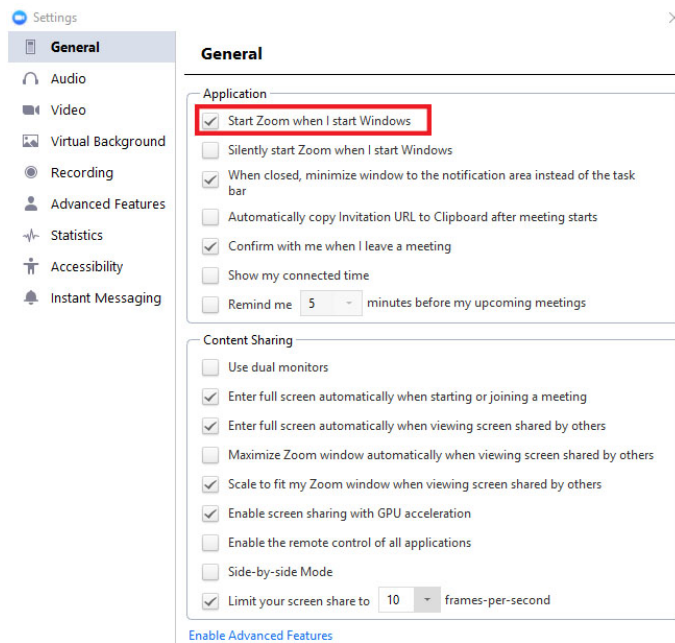 Settings
General
Audio
Video
Virtual Background
Recording
Advanced Features
Statistics
Accessibility
Instant Messaging
General
Application
Start Zoom when I start Windows
Silently start Zoom when I start Windows
When closed, minimize window to the notification area instead of the task
bar
Automatically copy Invitation URL to Clipboard after meeting starts
Confirm with me when I leave a meeting
Show my connected time
Remind me 5 minutes before my upcoming meetings
Content Sharing
Use dual monitors
Enter full screen automatically when starting or joining a meeting
Enter full screen automatically when viewing screen shared by others
Maximize Zoom window automatically when viewing screen shared by others
Scale to fit my Zoom window when viewing screen shared by others
Enable screen sharing with GPU acceleration
Enable the remote control of all applications
Side-by-side Mode
Limit your screen share to 10 frames-per-second
Enable Advanced Features